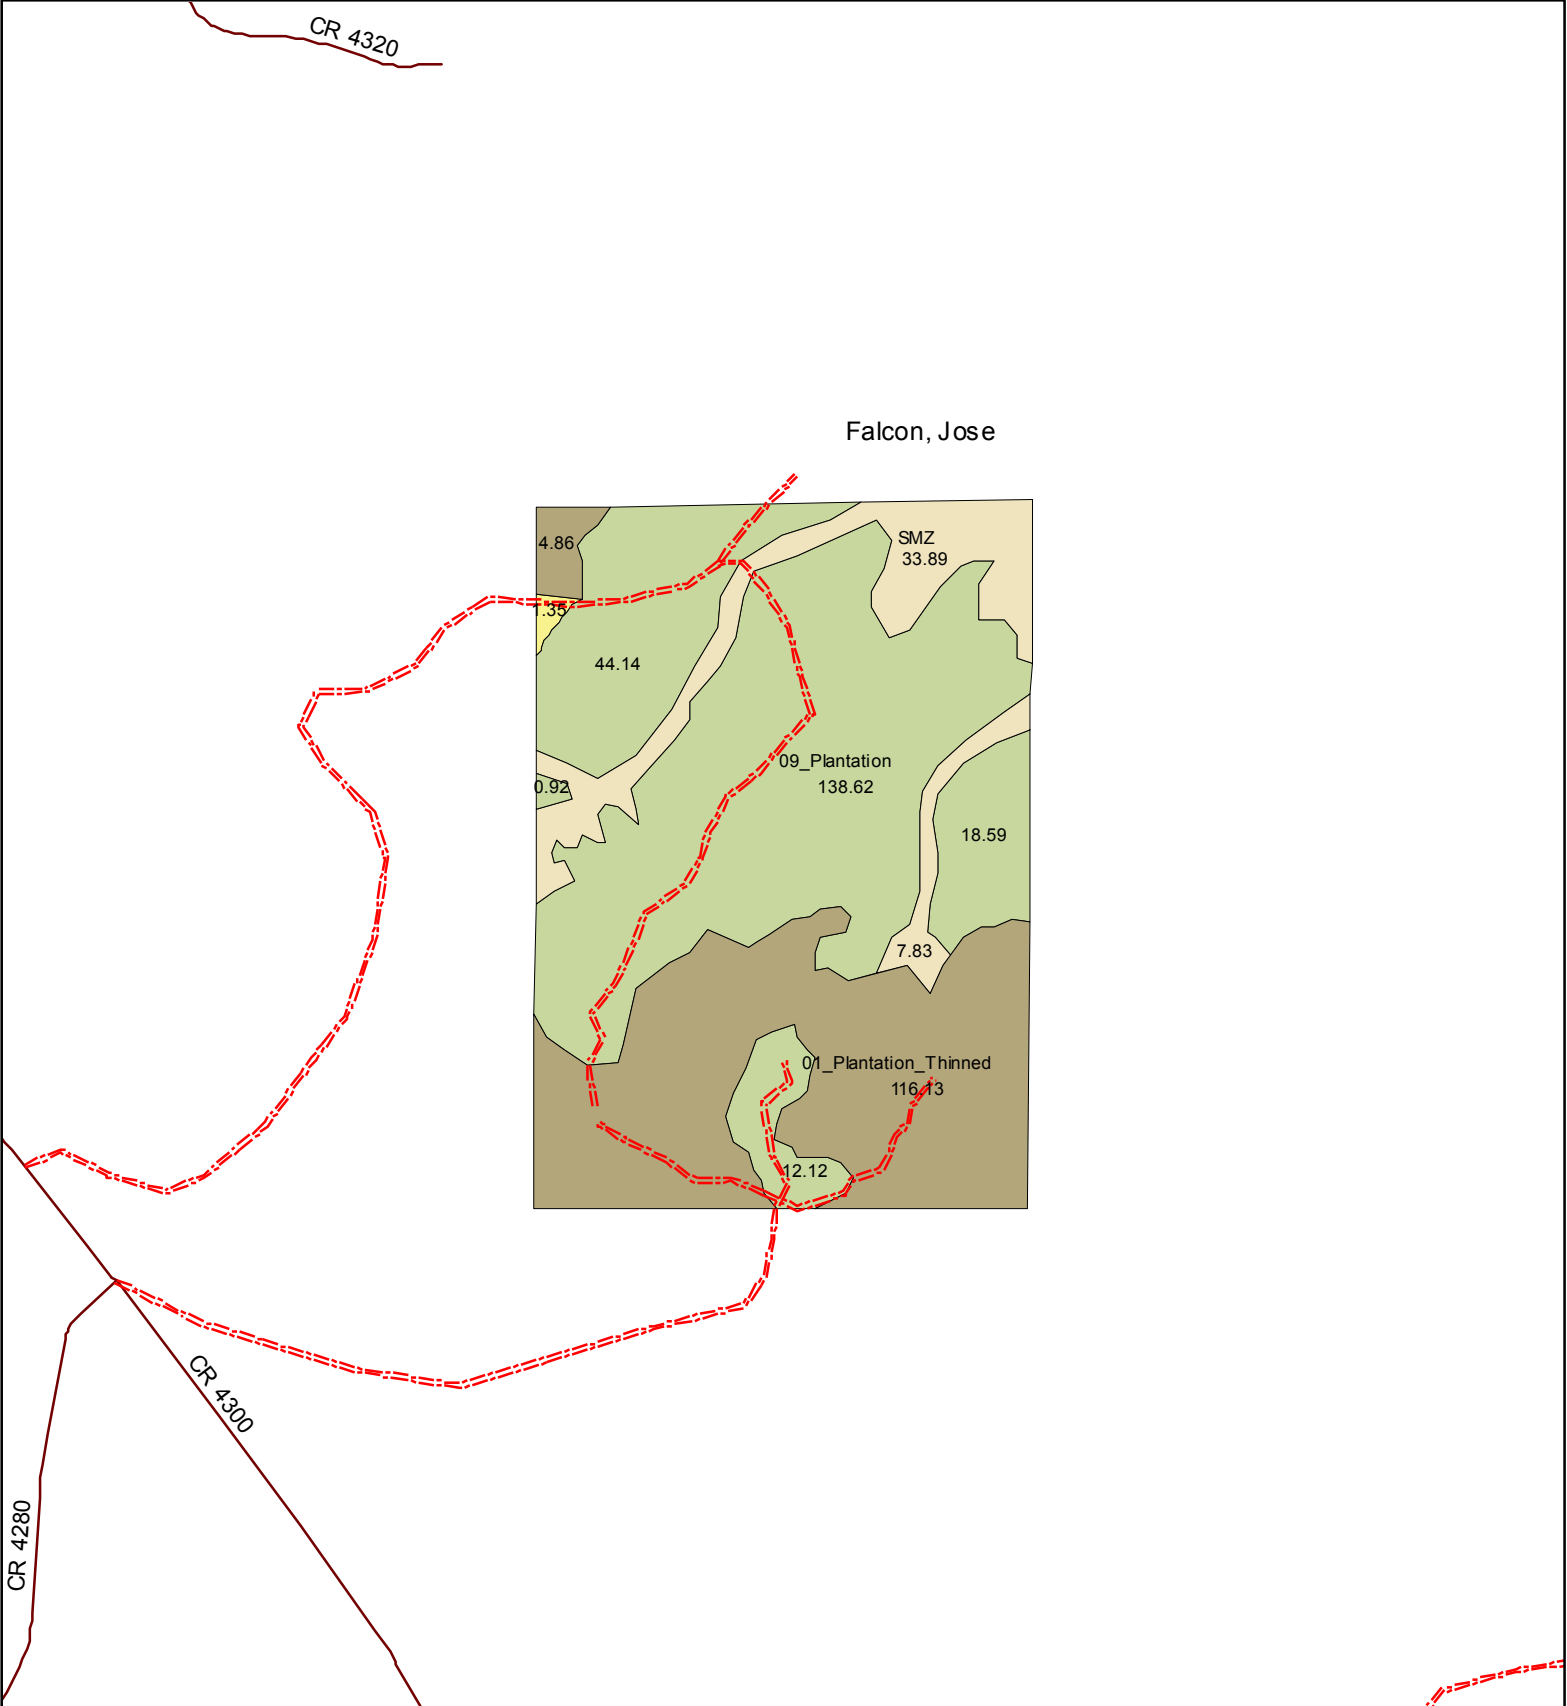 CR 4320
Falcon, Jose
SMZ
33.89
4.86
1.35
44.14
09_Plantation
138.62
0.92
18.59
7.83
01_Plantation_Thinned
116.13
12.12
CR 4300
CR 4280